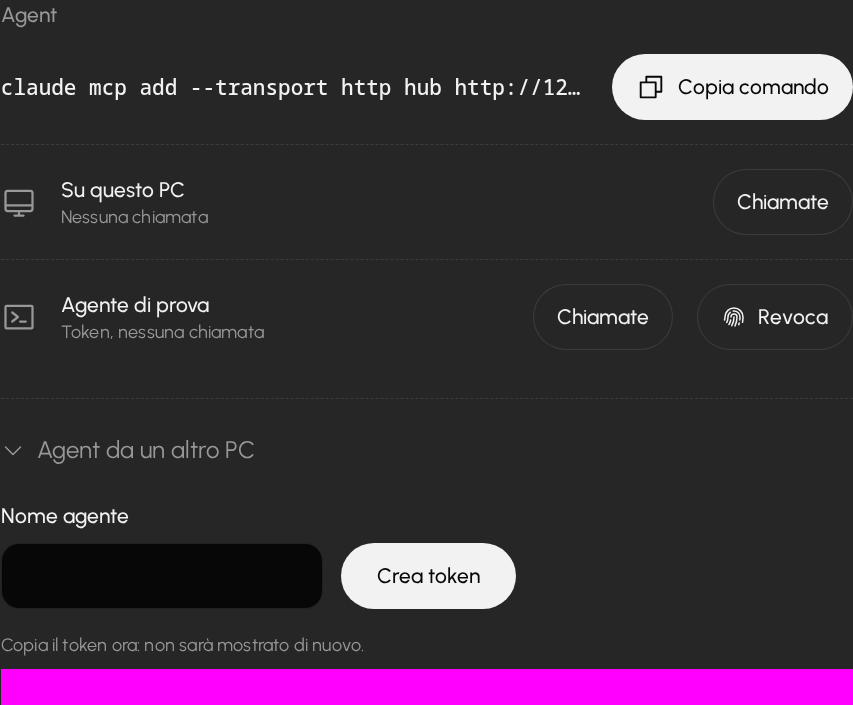 Agent
claude mcp add --transport http hub http://12…
Copia comando
Su questo PC
Nessuna chiamata
Chiamate
Agente di prova
Token, nessuna chiamata
Chiamate
Revoca
Agent da un altro PC
Nome agente
Crea token
Copia il token ora: non sarà mostrato di nuovo.